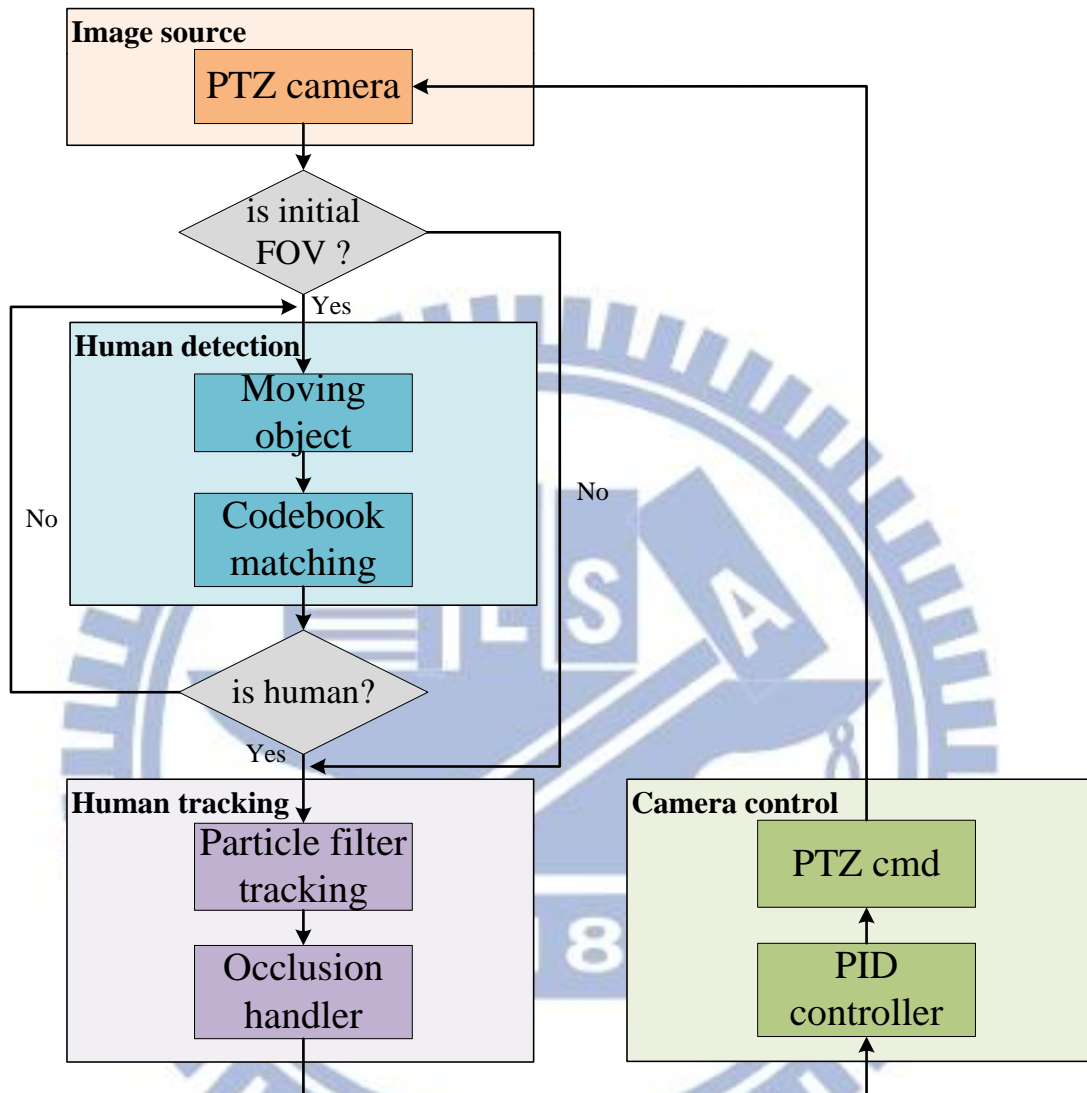 Image source
PTZ camera
is initial
FOV ?
Yes
Human detection
Moving
object
No
No
Codebook
matching
E
L
S
A
is human?
Yes
Human tracking
Camera control
Particle filter
tracking
PTZ cmd
18
Occlusion
handler
PID
controller